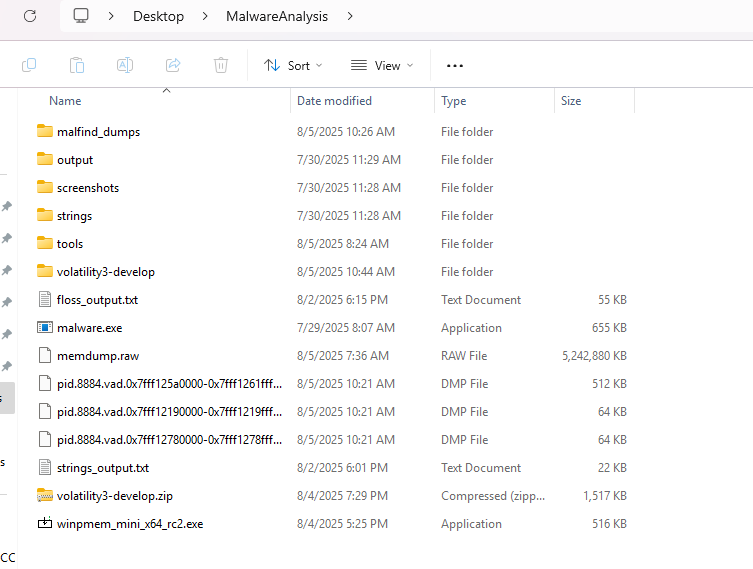 Desktop > MalwareAnalysis >
Sort View ...
Name Date modified Type Size
malfind_dumps 8/5/2025 10:26 AM File folder
output 7/30/2025 11:29 AM File folder
screenshots 7/30/2025 11:28 AM File folder
strings 7/30/2025 11:28 AM File folder
tools 8/5/2025 8:24 AM File folder
volatility3-develop 8/5/2025 10:44 AM File folder
floss_output.txt 8/2/2025 6:15 PM Text Document 55 KB
malware.exe 7/29/2025 8:07 AM Application 655 KB
memdump.raw 8/5/2025 7:36 AM RAW File 5,242,880 KB
pid.8884.vad.0x7fff125a0000-0x7fff1261fff... 8/5/2025 10:21 AM DMP File 512 KB
pid.8884.vad.0x7fff12190000-0x7fff1219fff... 8/5/2025 10:21 AM DMP File 64 KB
pid.8884.vad.0x7fff12780000-0x7fff1278fff... 8/5/2025 10:21 AM DMP File 64 KB
s strings_output.txt 8/2/2025 6:01 PM Text Document 22 KB
volatility3-develop.zip 8/4/2025 7:29 PM Compressed (zipp... 1,517 KB
winpmem_mini_x64_rc2.exe 8/4/2025 5:25 PM Application 516 KB
CC